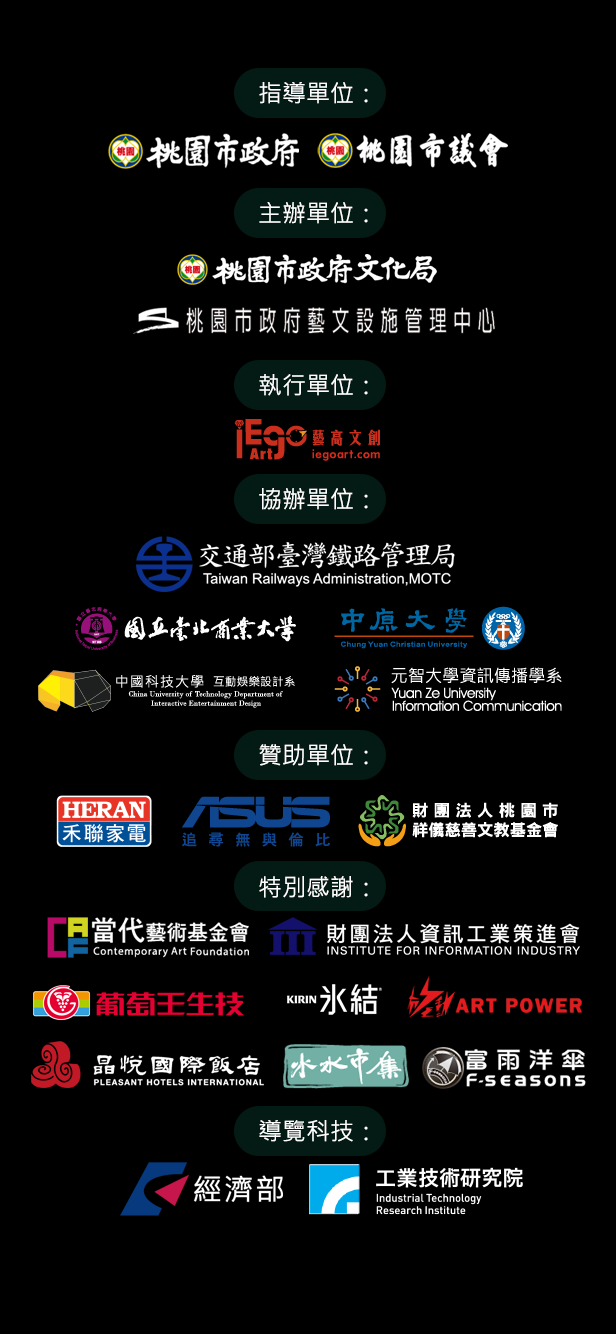 指導單位：
桃園 桃園市政府 桃園 桃園市議會
主辦單位：
桃園 桃園市政府文化局
桃園市政府藝文設施管理中心
執行單位：
iEgo Art 藝高文創
iegoart.com
協辦單位：
交通部臺灣鐵路管理局
Taiwan Railways Administration,MOTC
國立臺北商業大學
中原大學
Chung Yuan Christian University
中國科技大學 互動娛樂設計系
China University of Technology Department of
Interactive Entertainment Design
元智大學資訊傳播學系
Yuan Ze University
Information Communication
贊助單位：
HERAN
禾聯家電
ASUS
追尋無與倫比
財團法人桃園市
祥儀慈善文教基金會
特別感謝：
CAF 當代藝術基金會
Contemporary Art Foundation
財團法人資訊工業策進會
INSTITUTE FOR INFORMATION INDUSTRY
葡萄王生技
KIRIN 氷結®
ART POWER
晶悅國際飯店
PLEASANT HOTELS INTERNATIONAL
水水市集
富雨洋傘
F-seasons
導覽科技：
經濟部
工業技術研究院
Industrial Technology
Research Institute